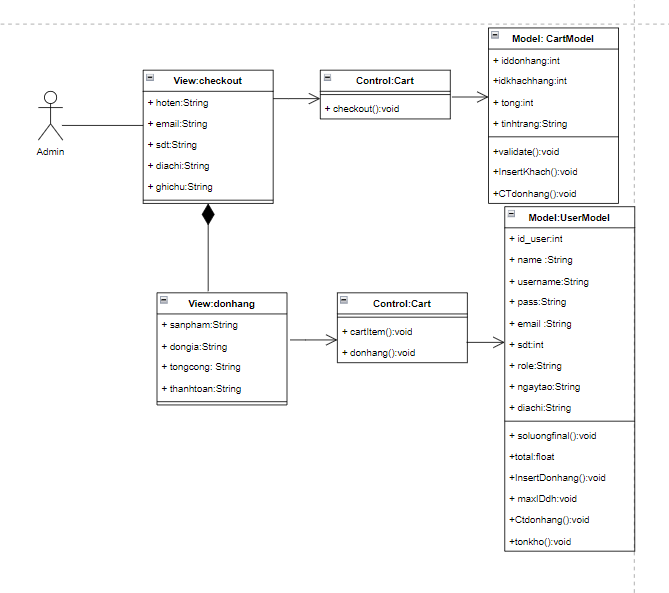 Admin
View:checkout
+ hoten:String
+ email:String
+ sdt:String
+ diachi:String
+ ghichu:String
Control:Cart
+ checkout():void
Model: CartModel
+ iddonhang:int
+idkhachhang:int
+ tong:int
+ tinhtrang:String
+validate():void
+InsertKhach():void
+CTdonhang():void
View:donhang
+ sanpham:String
+ dongia:String
+ tongcong: String
+ thanhtoan:String
Control:Cart
+ cartItem():void
+ donhang():void
Model:UserModel
+ id_user:int
+ name :String
+ username:String
+ pass:String
+ email :String
+ sdt:int
+ role:String
+ ngaytao:String
+ diachi:String
+ soluongfinal():void
+total:float
+InsertDonhang():void
+ maxIDdh:void
+Ctdonhang():void
+tonkho():void